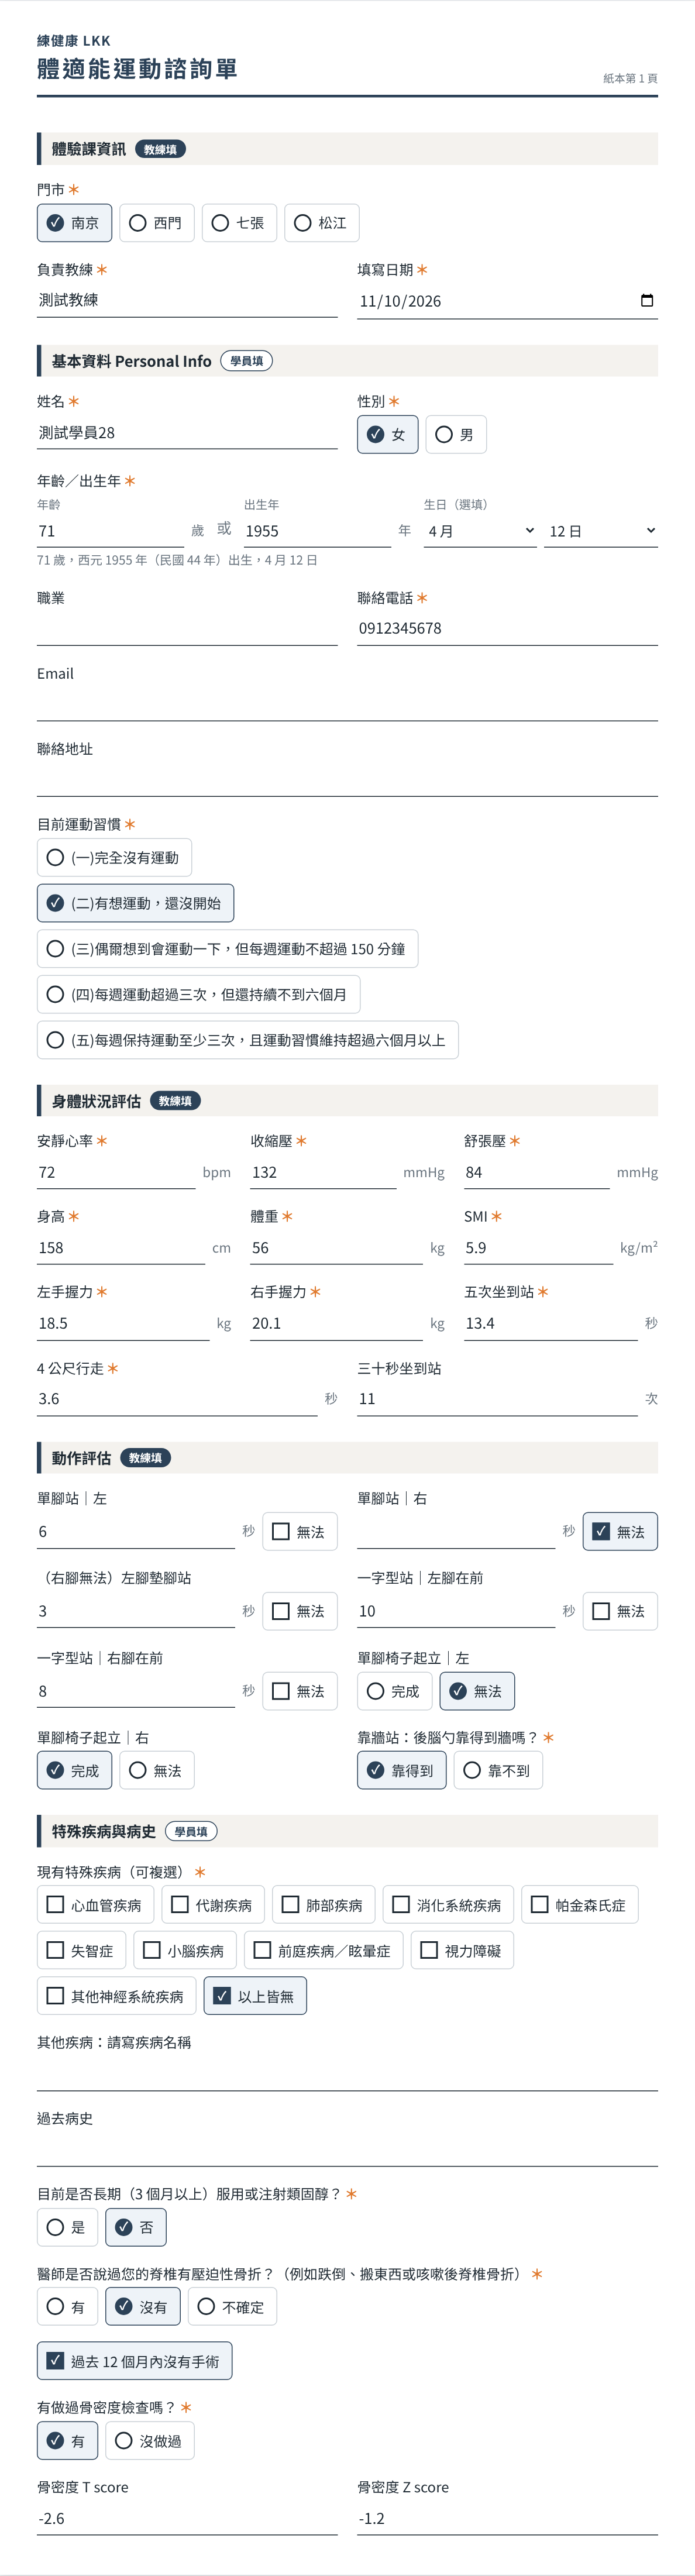 練健康 LKK
體適能運動諮詢單
紙本第 1 頁
體驗課資訊 教練填
門市 *
南京 西門 七張 松江
負責教練 * 填寫日期 *
測試教練 11/10/2026
基本資料 Personal Info 學員填
姓名 * 性別 *
測試學員28 女 男
年齡／出生年 *
年齡 出生年 生日（選填）
71 歲 或 1955 年 4 月 12 日
71 歲，西元 1955 年（民國 44 年）出生，4 月 12 日
職業 聯絡電話 *
0912345678
Email
聯絡地址
目前運動習慣 *
(一)完全沒有運動
(二)有想運動，還沒開始
(三)偶爾想到會運動一下，但每週運動不超過 150 分鐘
(四)每週運動超過三次，但還持續不到六個月
(五)每週保持運動至少三次，且運動習慣維持超過六個月以上
身體狀況評估 教練填
安靜心率 * 收縮壓 * 舒張壓 *
72 bpm 132 mmHg 84 mmHg
身高 * 體重 * SMI *
158 cm 56 kg 5.9 kg/m²
左手握力 * 右手握力 * 五次坐到站 *
18.5 kg 20.1 kg 13.4 秒
4 公尺行走 * 三十秒坐到站
3.6 秒 11 次
動作評估 教練填
單腳站｜左 單腳站｜右
6 秒 無法 秒 無法
（右腳無法）左腳墊腳站 一字型站｜左腳在前
3 秒 無法 10 秒 無法
一字型站｜右腳在前 單腳椅子起立｜左
8 秒 無法 完成 無法
單腳椅子起立｜右 靠牆站：後腦勺靠得到牆嗎？ *
完成 無法 靠得到 靠不到
特殊疾病與病史 學員填
現有特殊疾病（可複選） *
心血管疾病 代謝疾病 肺部疾病 消化系統疾病 帕金森氏症
失智症 小腦疾病 前庭疾病／眩暈症 視力障礙
其他神經系統疾病 以上皆無
其他疾病：請寫疾病名稱
過去病史
目前是否長期（3 個月以上）服用或注射類固醇？ *
是 否
醫師是否說過您的脊椎有壓迫性骨折？（例如跌倒、搬東西或咳嗽後脊椎骨折） *
有 沒有 不確定
過去 12 個月內沒有手術
有做過骨密度檢查嗎？ *
有 沒做過
骨密度 T score 骨密度 Z score
-2.6 -1.2